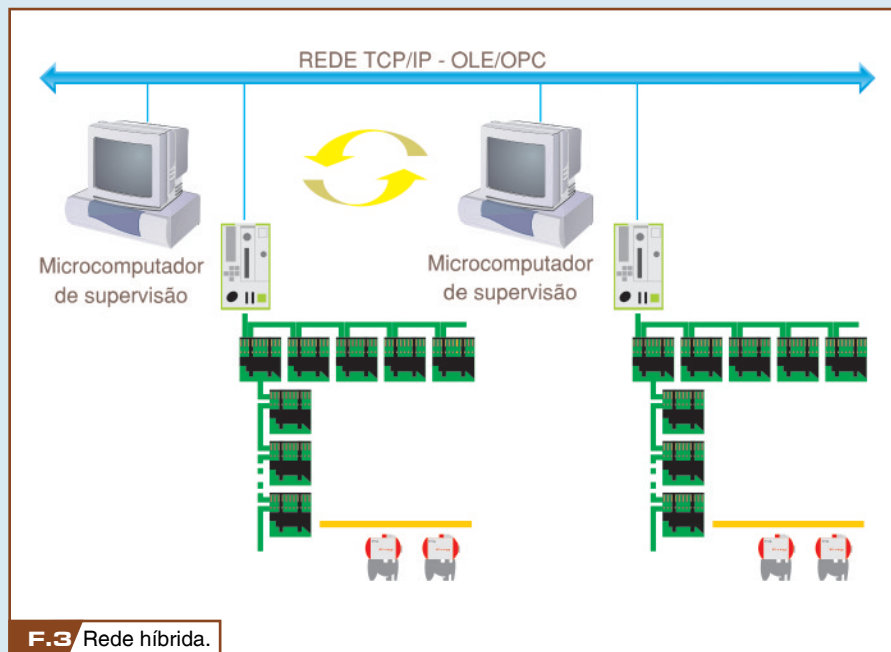 REDE TCP/IP - OLE/OPC
Microcomputador
de supervisão
Microcomputador
de supervisão
F.3 Rede híbrida.